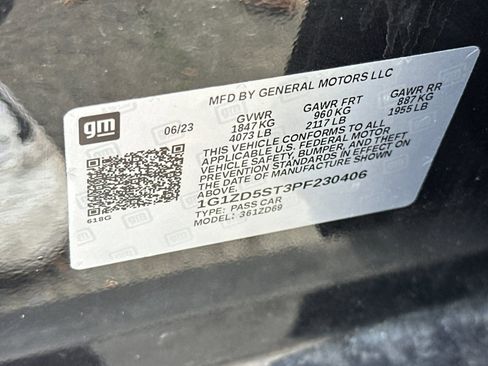 MFD BY GENERAL MOTORS LLC
gm
06/23
GVWR GAWR FRT GAWR RR
1847 KG 960 KG 887 KG
4073 LB 2117 LB 1955 LB
THIS VEHICLE CONFORMS TO ALL
APPLICABLE U.S. FEDERAL MOTOR
VEHICLE SAFETY, BUMPER, AND THEFT
PREVENTION STANDARDS IN EFFECT ON
THE DATE OF MANUFACTURE SHOWN
ABOVE.
1G1ZD5ST3PF230406
TYPE: PASS CAR
MODEL: 361ZD69
618G